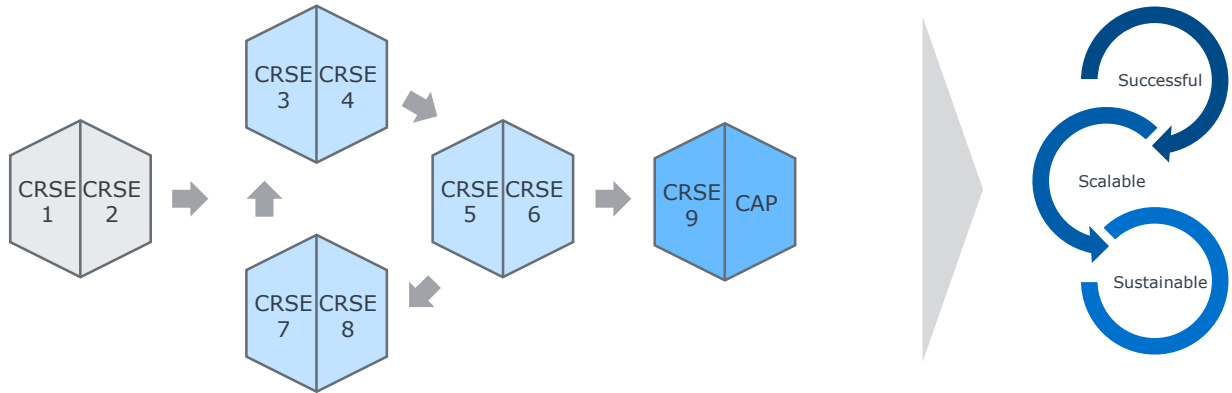 CRSE
1
CRSE
2
CRSE
3
CRSE
4
CRSE
5
CRSE
6
CRSE
7
CRSE
8
CRSE
9
CAP
Successful
Scalable
Sustainable